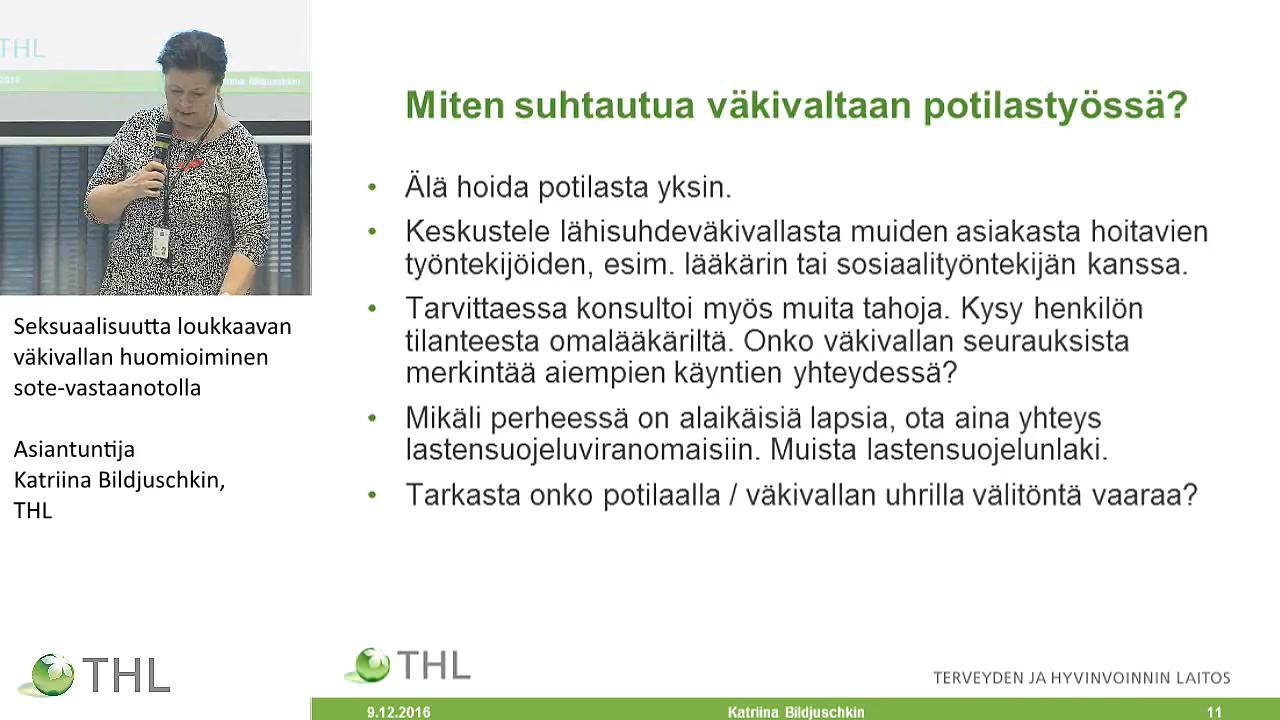 THL
2016
Bildjuschkin
Seksuaalisuutta loukkaavan
väkivallan huomioiminen
sote-vastaanotolla
Asiantuntija
Katriina Bildjuschkin,
THL
THL
Miten suhtautua väkivaltaan potilastyössä?
• Älä hoida potilasta yksin.
• Keskustele lähisuhdeväkivallasta muiden asiakasta hoitavien
työntekijöiden, esim. lääkärin tai sosiaalityöntekijän kanssa.
• Tarvittaessa konsultoi myös muita tahoja. Kysy henkilön
tilanteesta omalääkäriltä. Onko väkivallan seurauksista
merkintää aiempien käyntien yhteydessä?
• Mikäli perheessä on alaikäisiä lapsia, ota aina yhteys
lastensuojeluviranomaisiin. Muista lastensuojelunlaki.
• Tarkasta onko potilaalla / väkivallan uhrilla välitöntä vaaraa?
THL
TERVEYDEN JA HYVINVOINNIN LAITOS
9.12.2016
Katriina Bildjuschkin
11